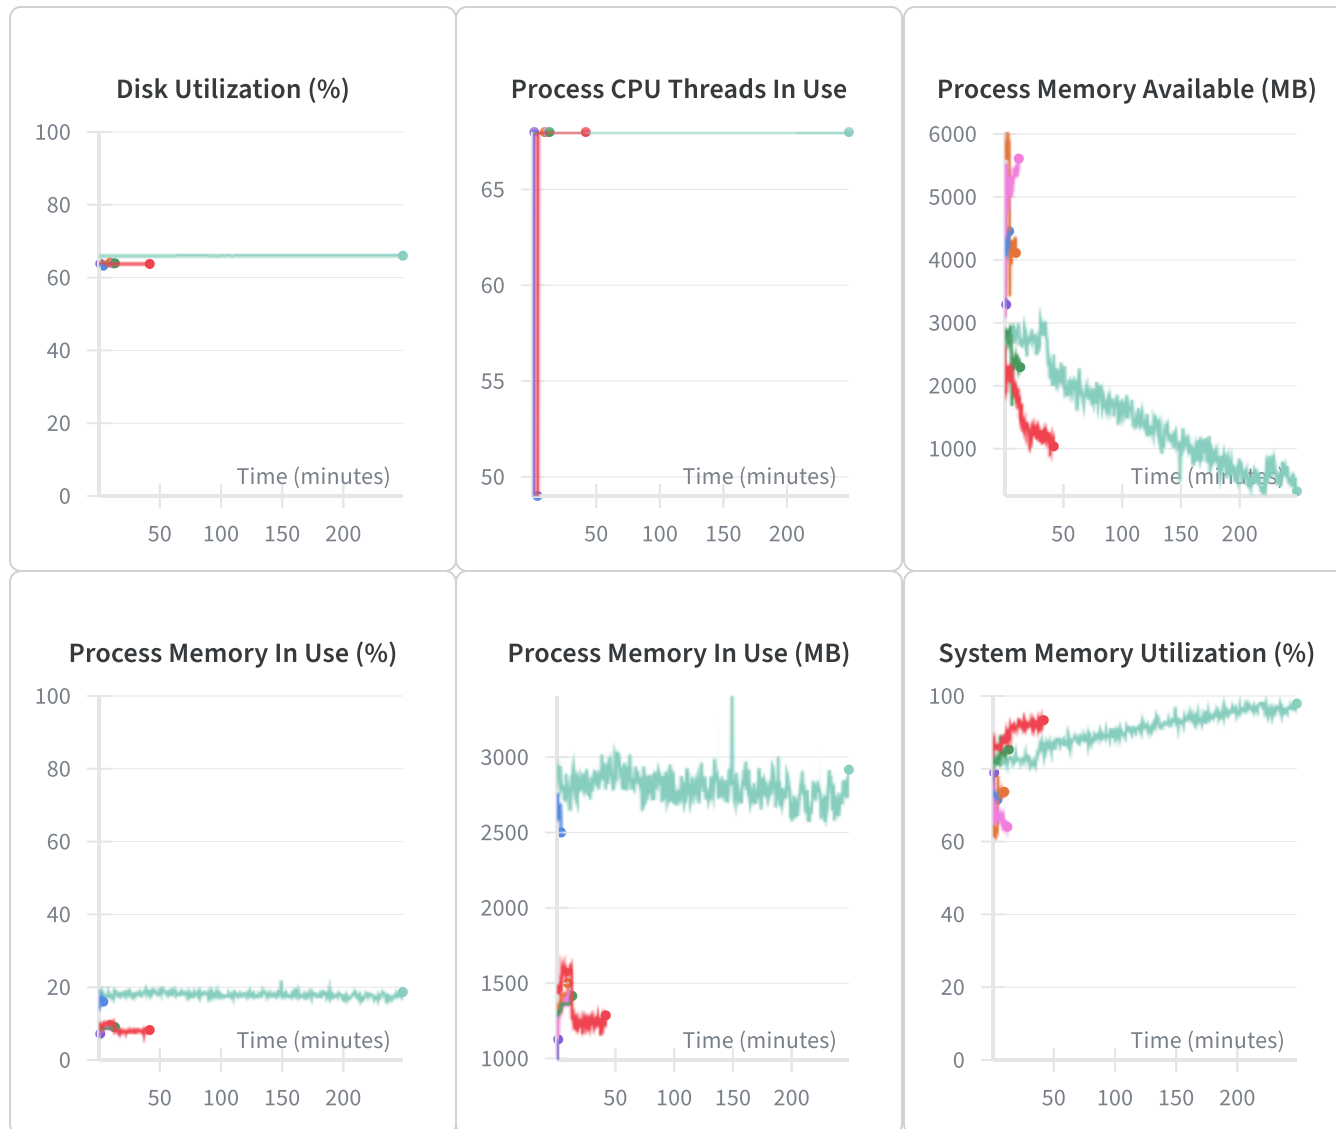 Disk Utilization (%)
100
80
60
40
20
0
Time (minutes)
50 100 150 200
Process CPU Threads In Use
65
60
55
50
Time (minutes)
50 100 150 200
Process Memory Available (MB)
6000
5000
4000
3000
2000
1000
Time (minutes)
50 100 150 200
Process Memory In Use (%)
100
80
60
40
20
0
Time (minutes)
50 100 150 200
Process Memory In Use (MB)
3000
2500
2000
1500
1000
Time (minutes)
50 100 150 200
System Memory Utilization (%)
100
80
60
40
20
0
Time (minutes)
50 100 150 200